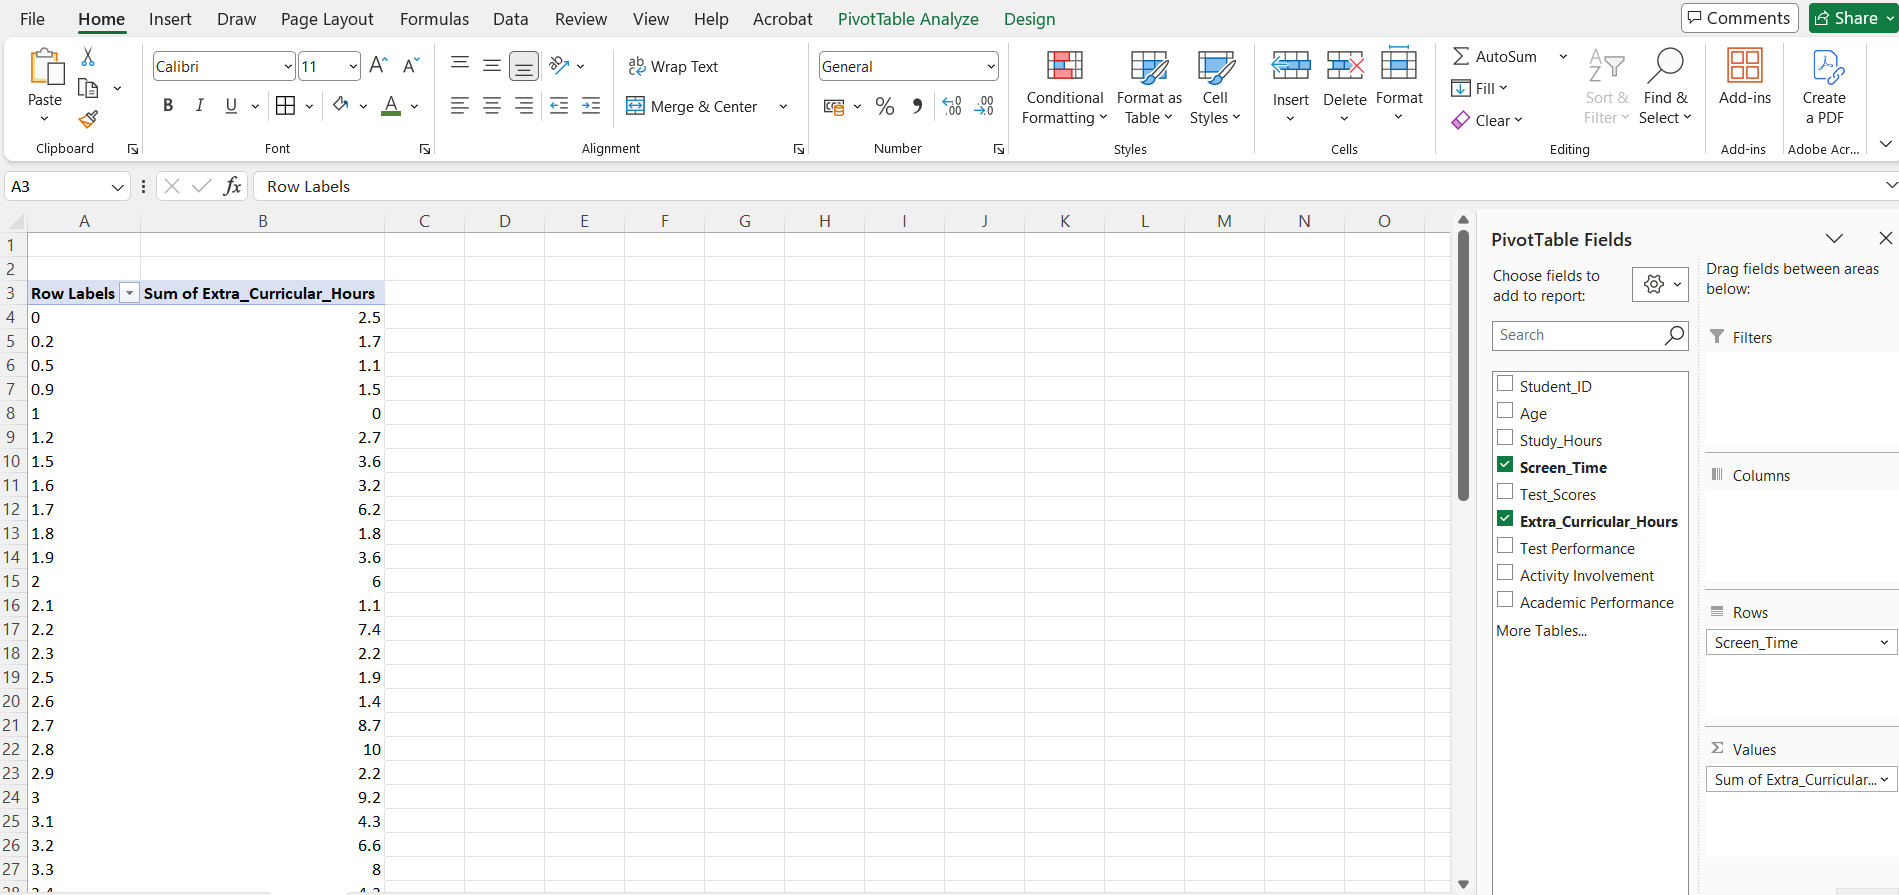 File Home Insert Draw Page Layout Formulas Data Review View Help Acrobat PivotTable Analyze Design Comments Share
Calibri 11 Wrap Text General AutoSum
Paste Merge & Center Conditional Formatting Format as Table Cell Styles Insert Delete Format Fill Sort & Filter Find & Select Add-ins Create a PDF
B I U A % Clear
Clipboard Font Alignment Number Styles Cells Editing Add-ins Adobe Acr...
A3 fx Row Labels
A B C D E F G H I J K L M N O
1
2
3 Row Labels Sum of Extra_Curricular_Hours
4 0 2.5
5 0.2 1.7
6 0.5 1.1
7 0.9 1.5
8 1 0
9 1.2 2.7
10 1.5 3.6
11 1.6 3.2
12 1.7 6.2
13 1.8 1.8
14 1.9 3.6
15 2 6
16 2.1 1.1
17 2.2 7.4
18 2.3 2.2
19 2.5 1.9
20 2.6 1.4
21 2.7 8.7
22 2.8 10
23 2.9 2.2
24 3 9.2
25 3.1 4.3
26 3.2 6.6
27 3.3 8
PivotTable Fields
Choose fields to
add to report:
Search
Student_ID
Age
Study_Hours
Screen_Time
Test_Scores
Extra_Curricular_Hours
Test Performance
Activity Involvement
Academic Performance
More Tables...
Drag fields between areas
below:
Filters
Columns
Rows
Screen_Time
Values
Sum of Extra_Curricular...